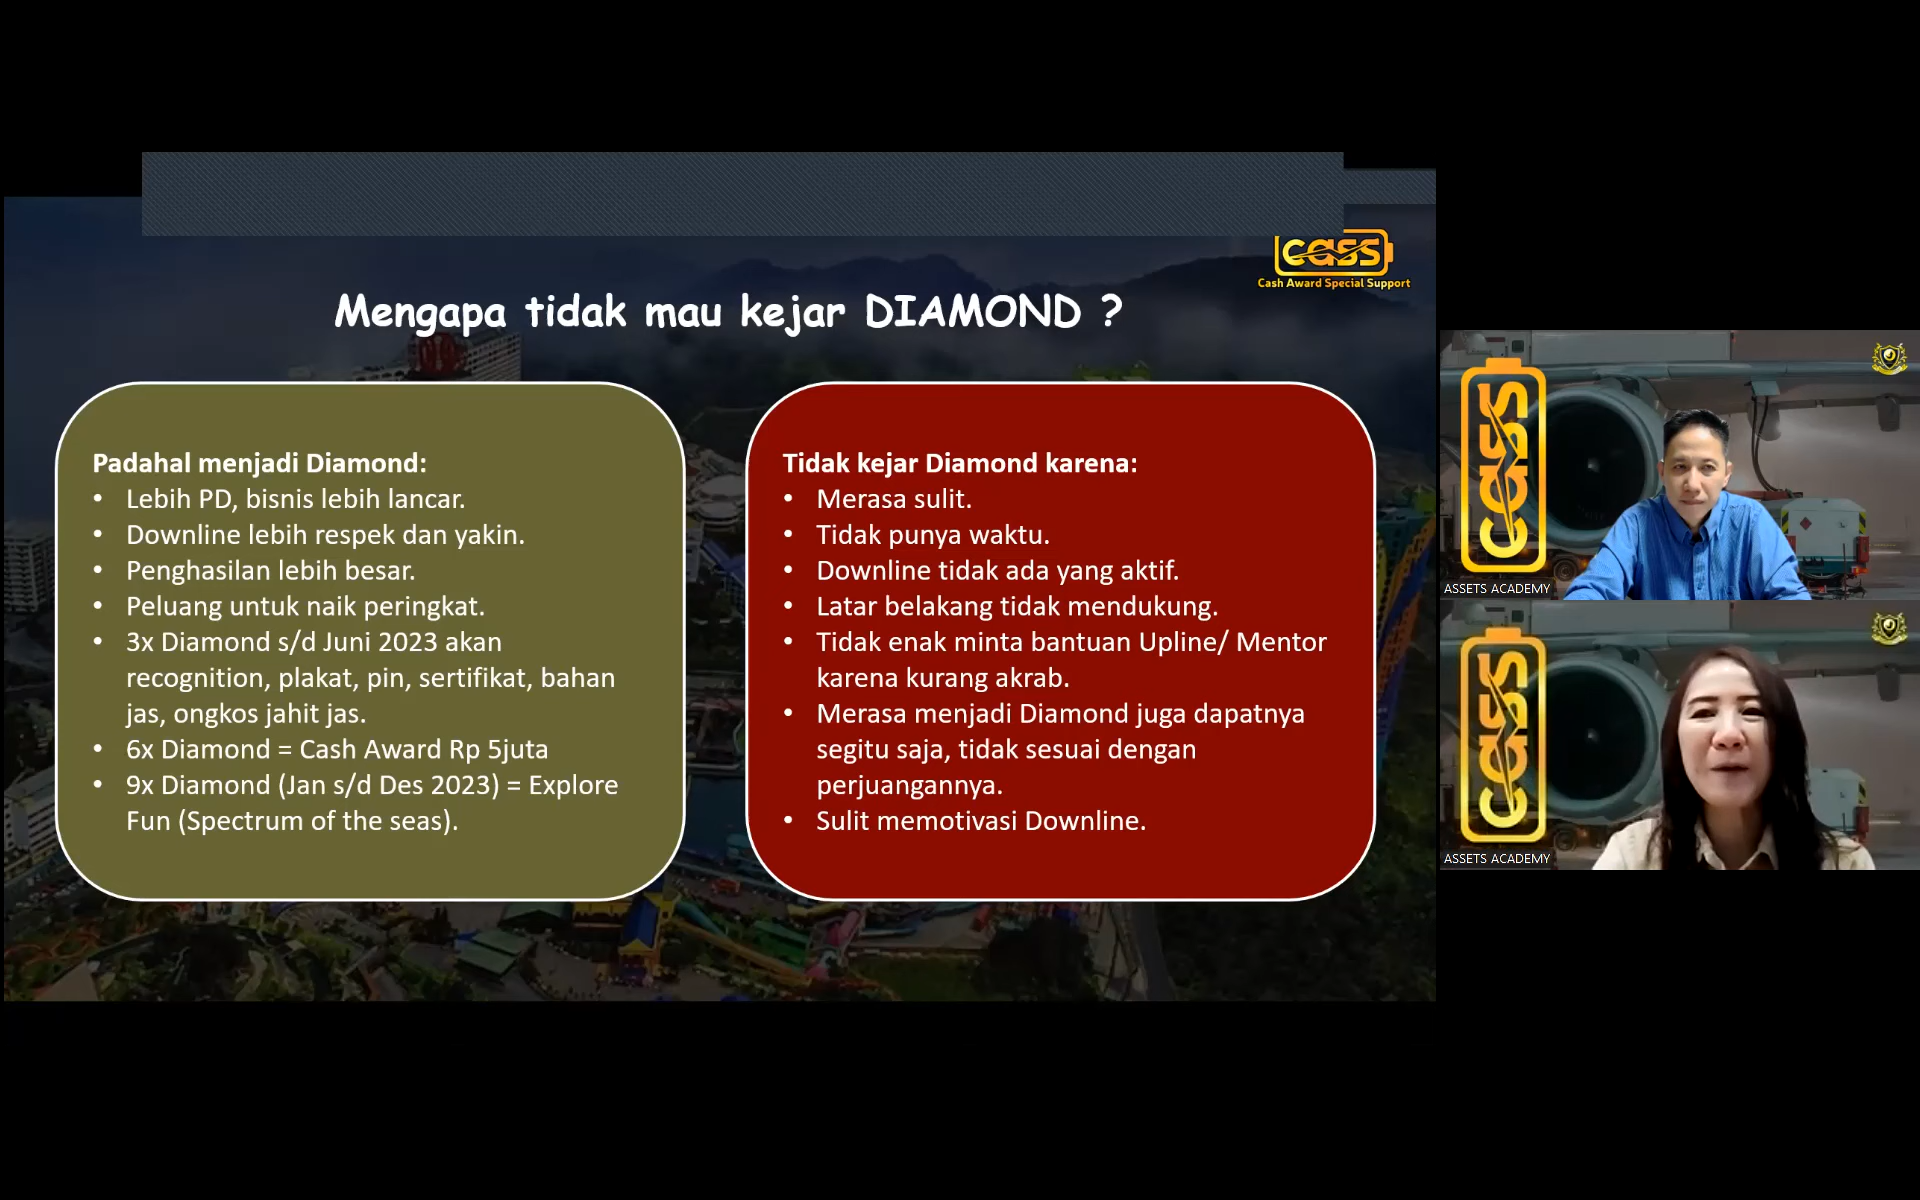 cass
Cash Award Special Support
Mengapa tidak mau kejar DIAMOND ?
Padahal menjadi Diamond:
• Lebih PD, bisnis lebih lancar.
• Downline lebih respek dan yakin.
• Penghasilan lebih besar.
• Peluang untuk naik peringkat.
• 3x Diamond s/d Juni 2023 akan
recognition, plakat, pin, sertifikat, bahan
jas, ongkos jahit jas.
• 6x Diamond = Cash Award Rp 5juta
• 9x Diamond (Jan s/d Des 2023) = Explore
Fun (Spectrum of the seas).
Tidak kejar Diamond karena:
• Merasa sulit.
• Tidak punya waktu.
• Downline tidak ada yang aktif.
• Latar belakang tidak mendukung.
• Tidak enak minta bantuan Upline/ Mentor
karena kurang akrab.
• Merasa menjadi Diamond juga dapatnya
segitu saja, tidak sesuai dengan
perjuangannya.
• Sulit memotivasi Downline.
cass
ASSETS ACADEMY
cass
ASSETS ACADEMY